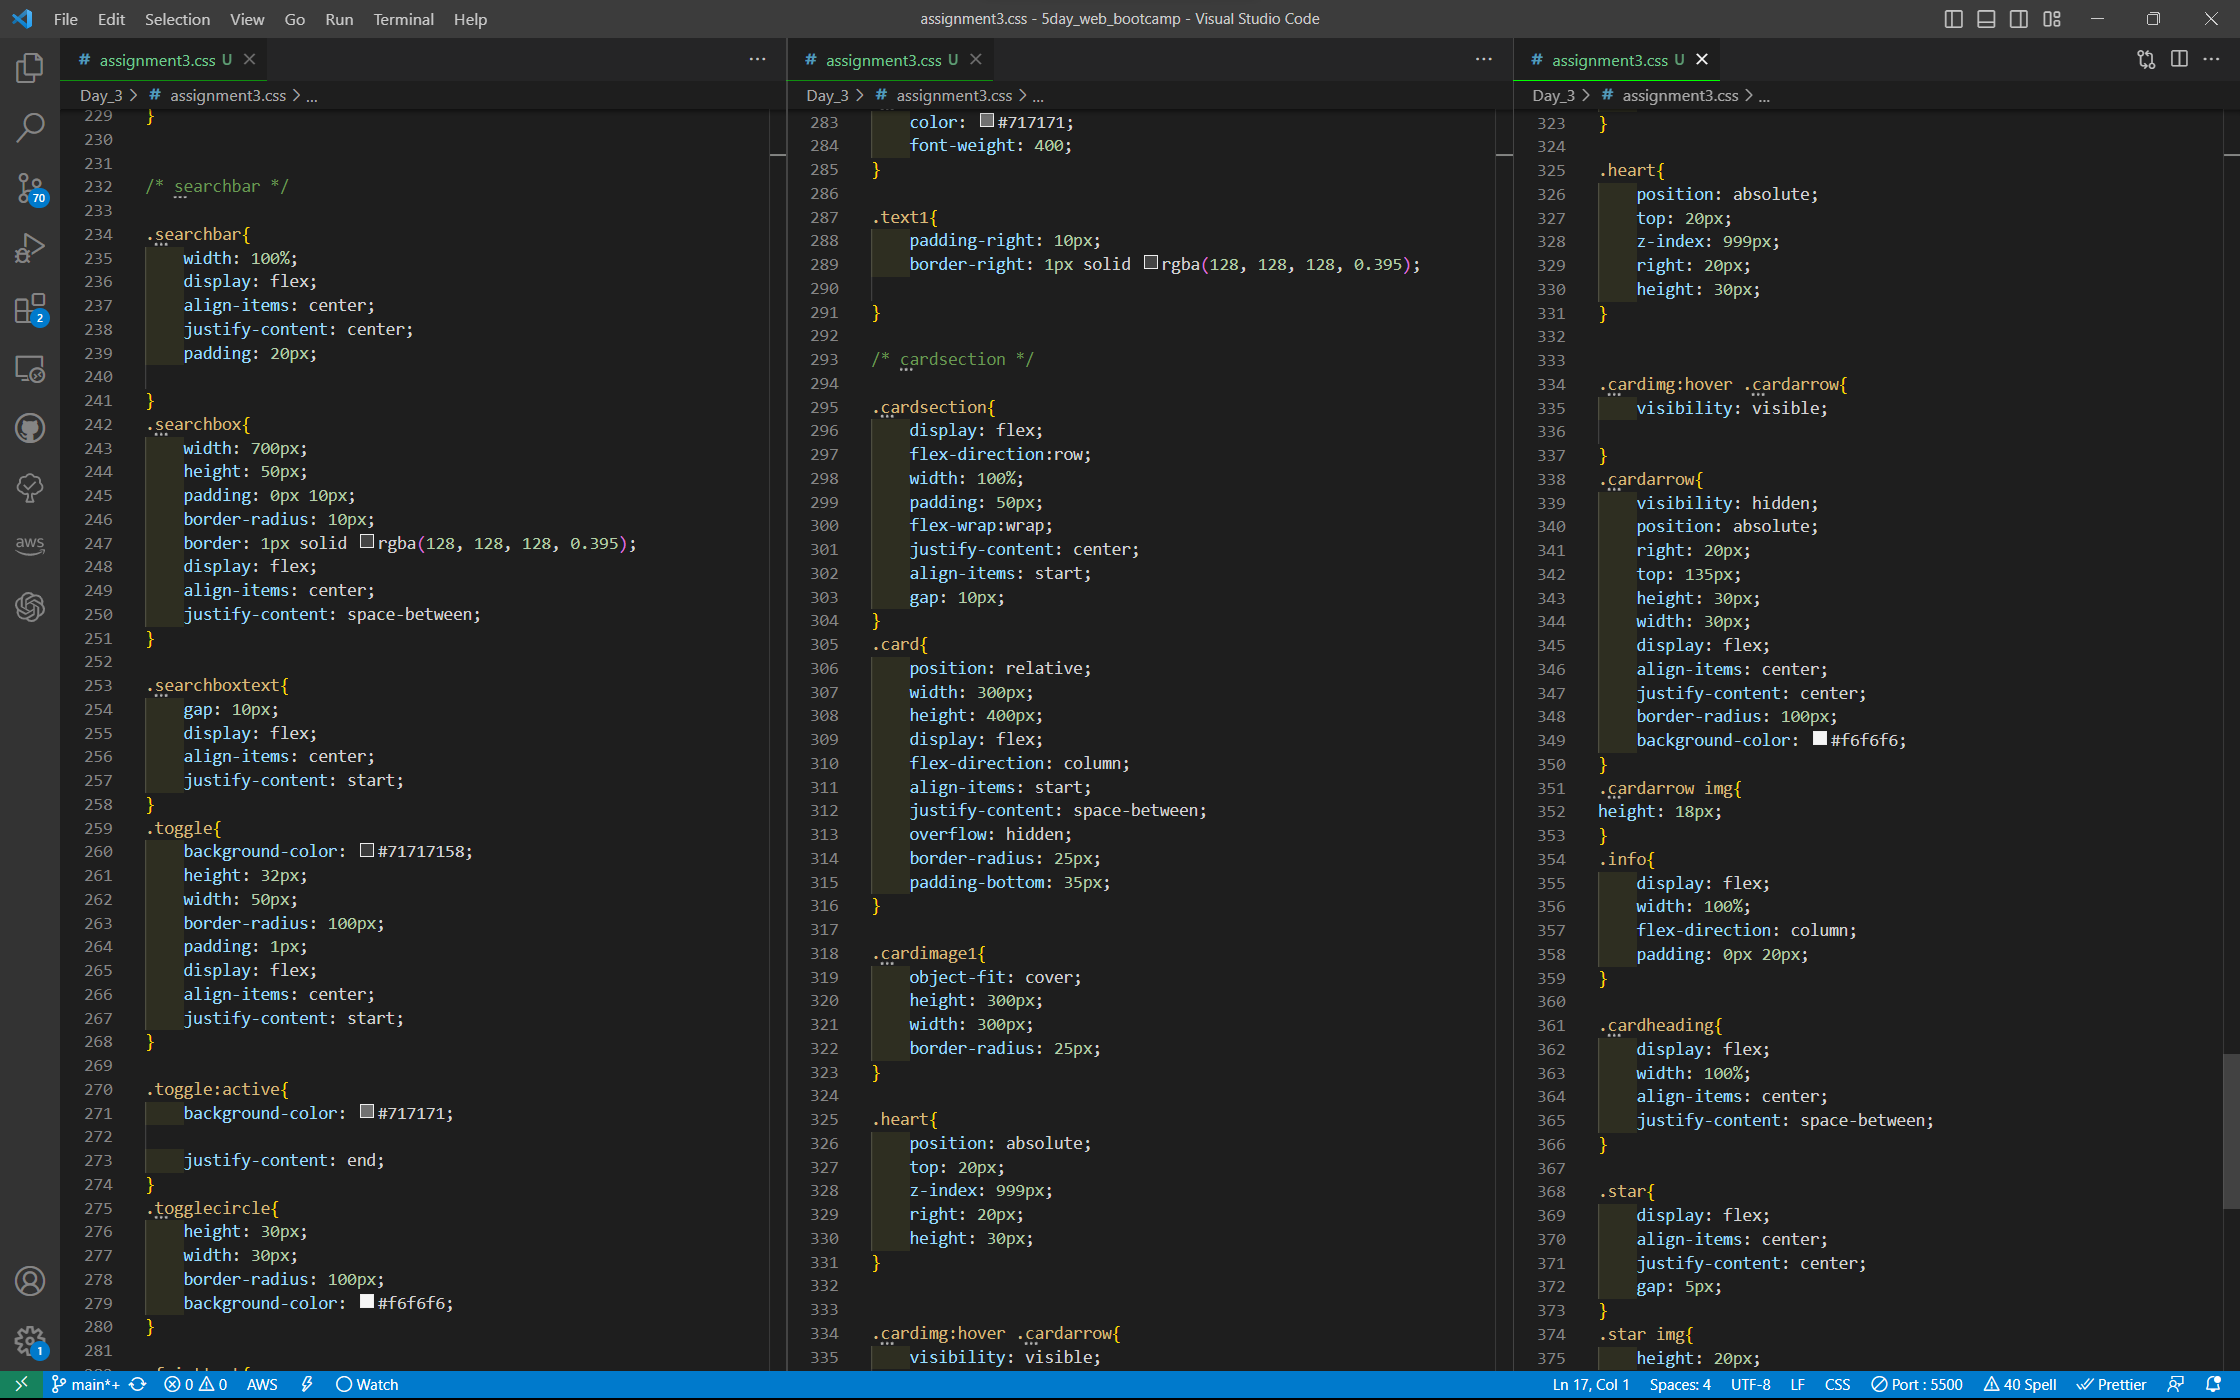 File Edit Selection View Go Run Terminal Help
assignment3.css - 5day_web_bootcamp - Visual Studio Code
# assignment3.css U
Day_3 > # assignment3.css > ...
229 }
230
231
232 /* searchbar */
233
234 .searchbar{
235 width: 100%;
236 display: flex;
237 align-items: center;
238 justify-content: center;
239 padding: 20px;
240
241 }
242 .searchbox{
243 width: 700px;
244 height: 50px;
245 padding: 0px 10px;
246 border-radius: 10px;
247 border: 1px solid rgba(128, 128, 128, 0.395);
248 display: flex;
249 align-items: center;
250 justify-content: space-between;
251 }
252
253 .searchboxtext{
254 gap: 10px;
255 display: flex;
256 align-items: center;
257 justify-content: start;
258 }
259 .toggle{
260 background-color: #71717158;
261 height: 32px;
262 width: 50px;
263 border-radius: 100px;
264 padding: 1px;
265 display: flex;
266 align-items: center;
267 justify-content: start;
268 }
269
270 .toggle:active{
271 background-color: #717171;
272
273 justify-content: end;
274 }
275 .togglecircle{
276 height: 30px;
277 width: 30px;
278 border-radius: 100px;
279 background-color: #f6f6f6;
280 }
281
# assignment3.css U
Day_3 > # assignment3.css > ...
283 color: #717171;
284 font-weight: 400;
285 }
286
287 .text1{
288 padding-right: 10px;
289 border-right: 1px solid rgba(128, 128, 128, 0.395);
290
291 }
292
293 /* cardsection */
294
295 .cardsection{
296 display: flex;
297 flex-direction:row;
298 width: 100%;
299 padding: 50px;
300 flex-wrap:wrap;
301 justify-content: center;
302 align-items: start;
303 gap: 10px;
304 }
305 .card{
306 position: relative;
307 width: 300px;
308 height: 400px;
309 display: flex;
310 flex-direction: column;
311 align-items: start;
312 justify-content: space-between;
313 overflow: hidden;
314 border-radius: 25px;
315 padding-bottom: 35px;
316 }
317
318 .cardimage1{
319 object-fit: cover;
320 height: 300px;
321 width: 300px;
322 border-radius: 25px;
323 }
324
325 .heart{
326 position: absolute;
327 top: 20px;
328 z-index: 999px;
329 right: 20px;
330 height: 30px;
331 }
332
333
334 .cardimg:hover .cardarrow{
335 visibility: visible;
# assignment3.css U
Day_3 > # assignment3.css > ...
323 }
324
325 .heart{
326 position: absolute;
327 top: 20px;
328 z-index: 999px;
329 right: 20px;
330 height: 30px;
331 }
332
333
334 .cardimg:hover .cardarrow{
335 visibility: visible;
336
337 }
338 .cardarrow{
339 visibility: hidden;
340 position: absolute;
341 right: 20px;
342 top: 135px;
343 height: 30px;
344 width: 30px;
345 display: flex;
346 align-items: center;
347 justify-content: center;
348 border-radius: 100px;
349 background-color: #f6f6f6;
350 }
351 .cardarrow img{
352 height: 18px;
353 }
354 .info{
355 display: flex;
356 width: 100%;
357 flex-direction: column;
358 padding: 0px 20px;
359 }
360
361 .cardheading{
362 display: flex;
363 width: 100%;
364 align-items: center;
365 justify-content: space-between;
366 }
367
368 .star{
369 display: flex;
370 align-items: center;
371 justify-content: center;
372 gap: 5px;
373 }
374 .star img{
375 height: 20px;
70
2
aws
1
main*+ 0 0 AWS Watch
Ln 17, Col 1 Spaces: 4 UTF-8 LF CSS Port : 5500 40 Spell Prettier